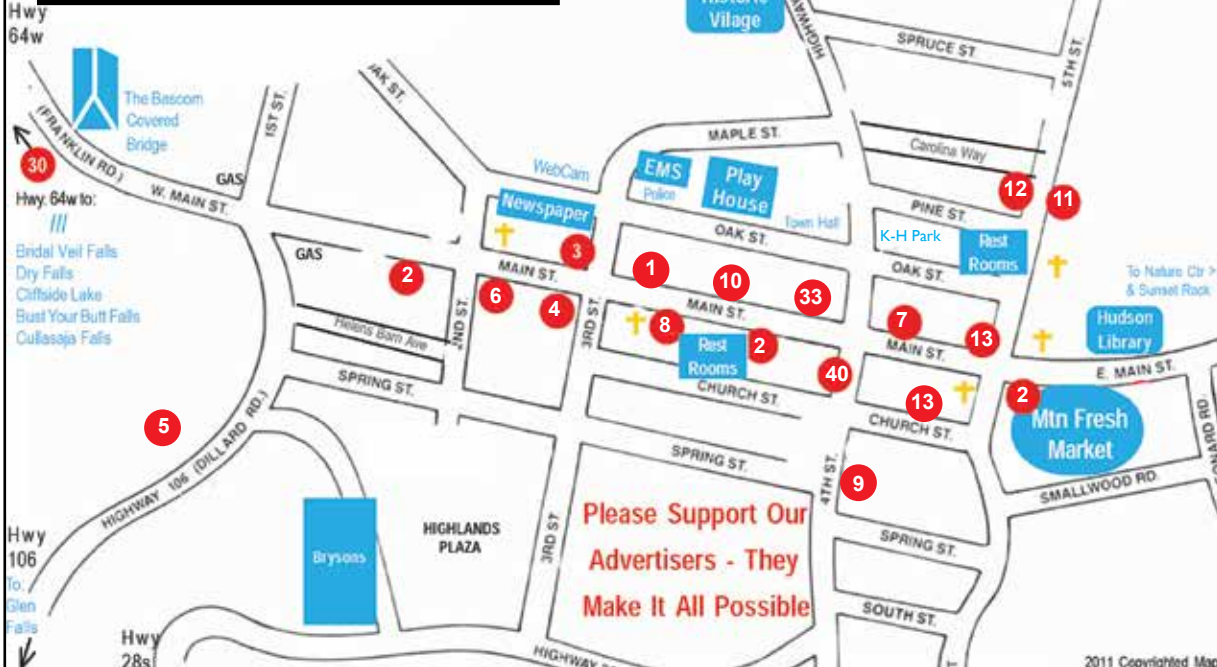 Hwy
64w
Vilage
HIGHWAY
SPRUCE ST.
5TH ST.
The Bascom
Covered
Bridge
1ST ST.
OAK ST.
(FRANKLIN RD.)
30
W. MAIN ST.
GAS
Hwy. 64w to:
Bridal Veil Falls
Dry Falls
Cliffside Lake
Bust Your Butt Falls
Cullasaja Falls
MAPLE ST.
WebCam
EMS
Police
Play
House
Town Hall
Newspaper
3
Carolina Way
12
11
PINE ST.
K-H Park
Rest
Rooms
OAK ST.
OAK ST.
GAS
2
MAIN ST.
6
4
2ND ST.
3RD ST.
1
10
33
MAIN ST.
8
Rest
Rooms
2
40
7
13
MAIN ST.
To Nature Ctr >
& Sunset Rock
Hudson
Library
E. MAIN ST.
Helens Barn Ave
SPRING ST.
CHURCH ST.
13
CHURCH ST.
2
Mtn Fresh
Market
SMALLWOOD RD.
5
HIGHWAY 106 (DILLARD RD.)
SPRING ST.
4TH ST.
9
SPRING ST.
SOUTH ST.
HIGHLANDS
PLAZA
3RD ST
Brysons
Please Support Our
Advertisers - They
Make It All Possible
Hwy
106
To:
Glen
Falls
Hwy
28s
HIGHWAY
2011 Copyrighted Map